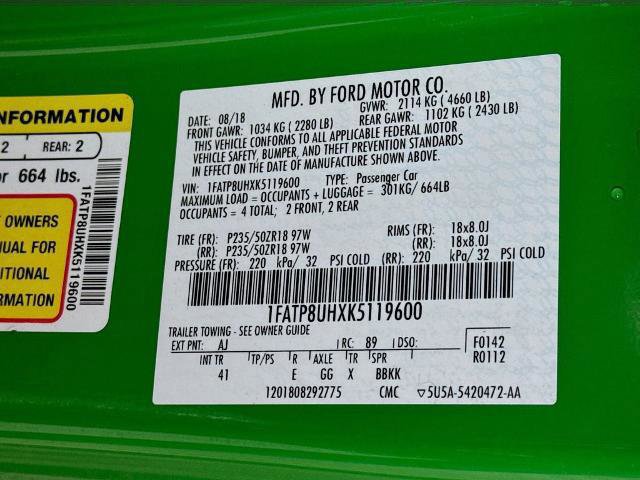 NFORMATION
2 REAR: 2
or 664 lbs.
OWNERS
UAL FOR
ITIONAL
RMATION
1FATP8UHXK5119600
MFD. BY FORD MOTOR CO.
DATE: 08/18 GVWR: 2114 KG (4660 LB)
FRONT GAWR: 1034 KG (2280 LB) REAR GAWR: 1102 KG (2430 LB)
THIS VEHICLE CONFORMS TO ALL APPLICABLE FEDERAL MOTOR
VEHICLE SAFETY, BUMPER, AND THEFT PREVENTION STANDARDS
IN EFFECT ON THE DATE OF MANUFACTURE SHOWN ABOVE.
VIN: 1FATP8UHXK5119600 TYPE: Passenger Car
MAXIMUM LOAD = OCCUPANTS + LUGGAGE = 301KG/ 664LB
OCCUPANTS = 4 TOTAL; 2 FRONT, 2 REAR
TIRE (FR): P235/50ZR18 97W RIMS (FR): 18x8.0J
(RR): P235/50ZR18 97W (RR): 18x8.0J
PRESSURE (FR): 220 kPa/ 32 PSI COLD (RR): 220 kPa/ 32 PSI COLD
1FATP8UHXK5119600
TRAILER TOWING - SEE OWNER GUIDE
EXT PNT: AJ RC: 89 DSO: F0142
INT TR TP/PS R AXLE TR SPR R0112
41 E GG X BBKK
1201808292775 CMC ▽5U5A-5420472-AA